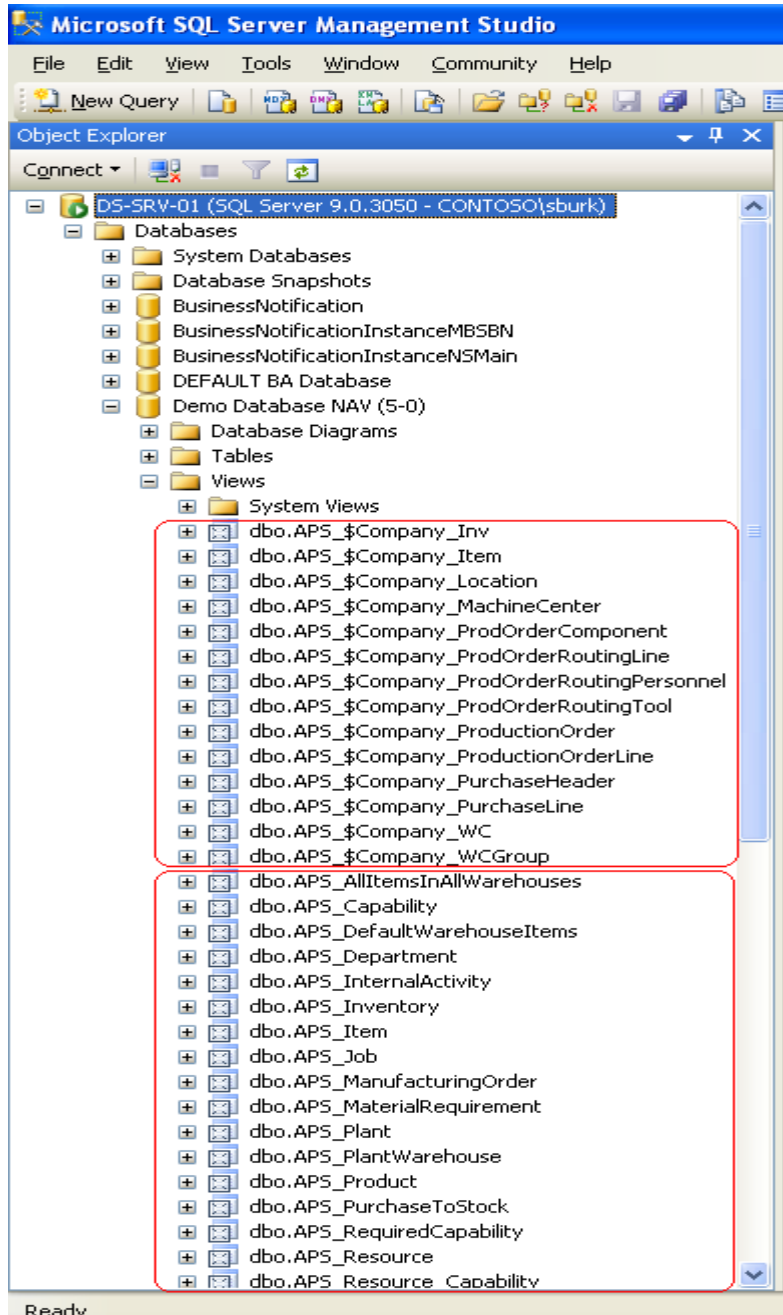 Microsoft SQL Server Management Studio
File Edit View Tools Window Community Help
New Query
Object Explorer
Connect
DS-SRV-01 (SQL Server 9.0.3050 - CONTOSO\sburk)
Databases
System Databases
Database Snapshots
BusinessNotification
BusinessNotificationInstanceMBSBN
BusinessNotificationInstanceNSMain
DEFAULT BA Database
Demo Database NAV (5-0)
Database Diagrams
Tables
Views
System Views
dbo.APS_$Company_Inv
dbo.APS_$Company_Item
dbo.APS_$Company_Location
dbo.APS_$Company_MachineCenter
dbo.APS_$Company_ProdOrderComponent
dbo.APS_$Company_ProdOrderRoutingLine
dbo.APS_$Company_ProdOrderRoutingPersonnel
dbo.APS_$Company_ProdOrderRoutingTool
dbo.APS_$Company_ProductionOrder
dbo.APS_$Company_ProductionOrderLine
dbo.APS_$Company_PurchaseHeader
dbo.APS_$Company_PurchaseLine
dbo.APS_$Company_WC
dbo.APS_$Company_WCGroup
dbo.APS_AllItemsInAllWarehouses
dbo.APS_Capability
dbo.APS_DefaultWarehouseItems
dbo.APS_Department
dbo.APS_InternalActivity
dbo.APS_Inventory
dbo.APS_Item
dbo.APS_Job
dbo.APS_ManufacturingOrder
dbo.APS_MaterialRequirement
dbo.APS_Plant
dbo.APS_PlantWarehouse
dbo.APS_Product
dbo.APS_PurchaseToStock
dbo.APS_RequiredCapability
dbo.APS_Resource
dbo.APS_Resource_Capability
Ready